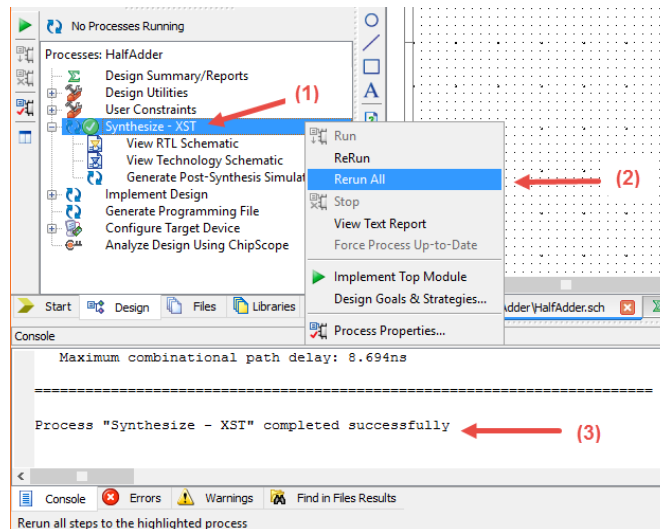 No Processes Running
Processes: HalfAdder
Design Summary/Reports
Design Utilities
(1)
User Constraints
Synthesize - XST
View RTL Schematic
View Technology Schematic
Generate Post-Synthesis Simulat
Implement Design
Generate Programming File
Configure Target Device
Analyze Design Using ChipScope
A
Run
ReRun
Rerun All
(2)
Stop
View Text Report
Force Process Up-to-Date
Implement Top Module
Design Goals & Strategies...
Process Properties...
Start Design Files Libraries
dder\HalfAdder.sch
Console
Maximum combinational path delay: 8.694ns
=========================================================================
Process "Synthesize - XST" completed successfully
(3)
Console Errors Warnings Find in Files Results
Rerun all steps to the highlighted process